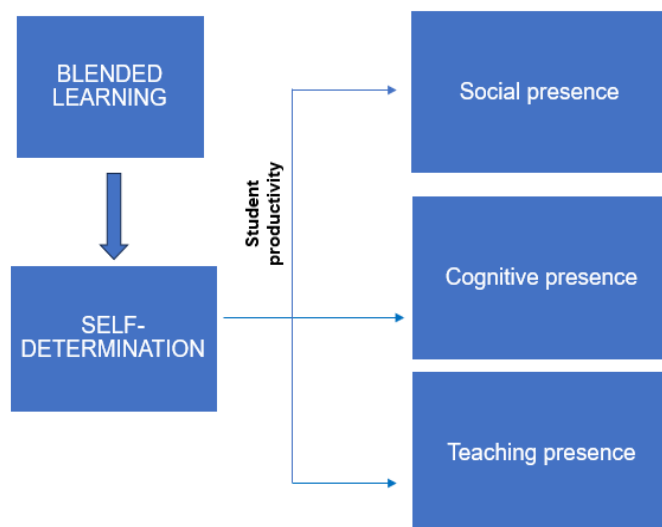 BLENDED
LEARNING
SELF-
DETERMINATION
Student
productivity
Social presence
Cognitive presence
Teaching presence